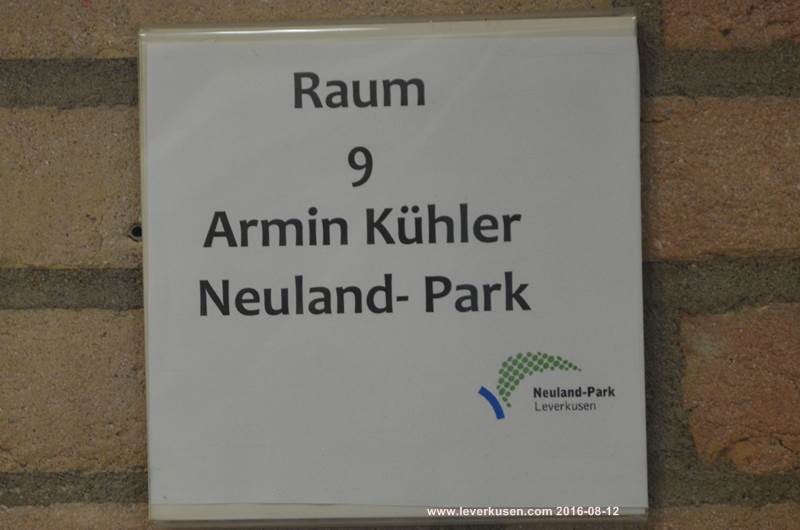 Raum
9
Armin Kühler
Neuland- Park
Neuland-Park
Leverkusen
www.leverkusen.com 2016-08-12